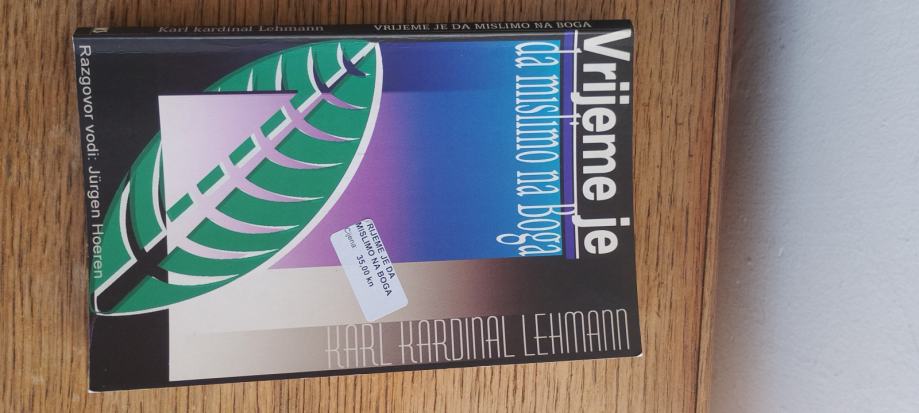 Karl kardinal Lehmann VRIJEME JE DA MISLIMO NA BOGA
Vrijeme je
da mislimo na Boga
VRIJEME JE DA
MISLIMO NA BOGA
Cijena: 35,00 kn
KARL KARDINAL LEHMANN
Razgovor vodi: Jürgen Hoeren